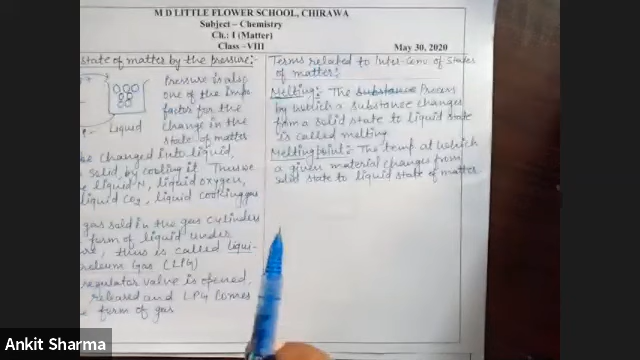 M D LITTLE FLOWER SCHOOL, CHIRAWA
Subject – Chemistry
Ch.: I (Matter)
Class –VIII
May 30, 2020
state of matter by the pressure:-
Pressure is also
one of the
factor for the
change in the
state of matter
Liquid
be changed into liquid,
solid by cooling it Thus we
liquid N, liquid oxygen,
liquid CO2, liquid cooking gas
gas sold in the gas cylinders
form of liquid under
thus is called liqui-
Gas (LPG)
regulator valve is opened,
released and LPG comes
form of gas
Terms related to Inter-Conv of states
of matter:
Melting:- The substance Process
by which a substance changes
from a solid state to liquid state
is called melting
Melting point:- The temp at which
a given material changes from
solid state to liquid state of matter
Ankit Sharma